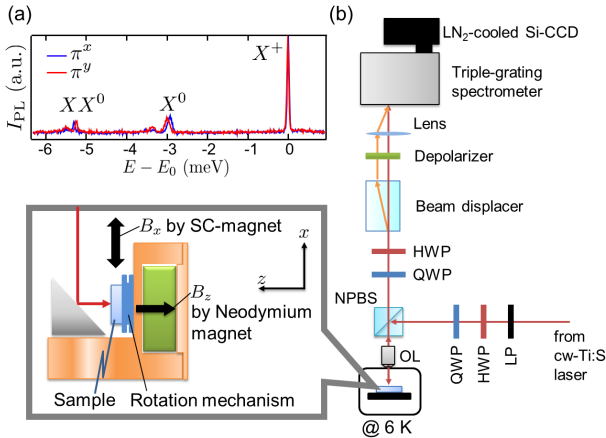 (a)
π^x
π^y
XX^0
X^0
X^+
I_PL (a.u.)
-6 -5 -4 -3 -2 -1 0 1
E − E_0 (meV)
B_x by SC-magnet
x
z
B_z
by Neodymium
magnet
Sample
Rotation mechanism
(b)
LN_2-cooled Si-CCD
Triple-grating
spectrometer
Lens
Depolarizer
Beam displacer
HWP
QWP
NPBS
OL
QWP
HWP
LP
from
cw-Ti:S
laser
@ 6 K